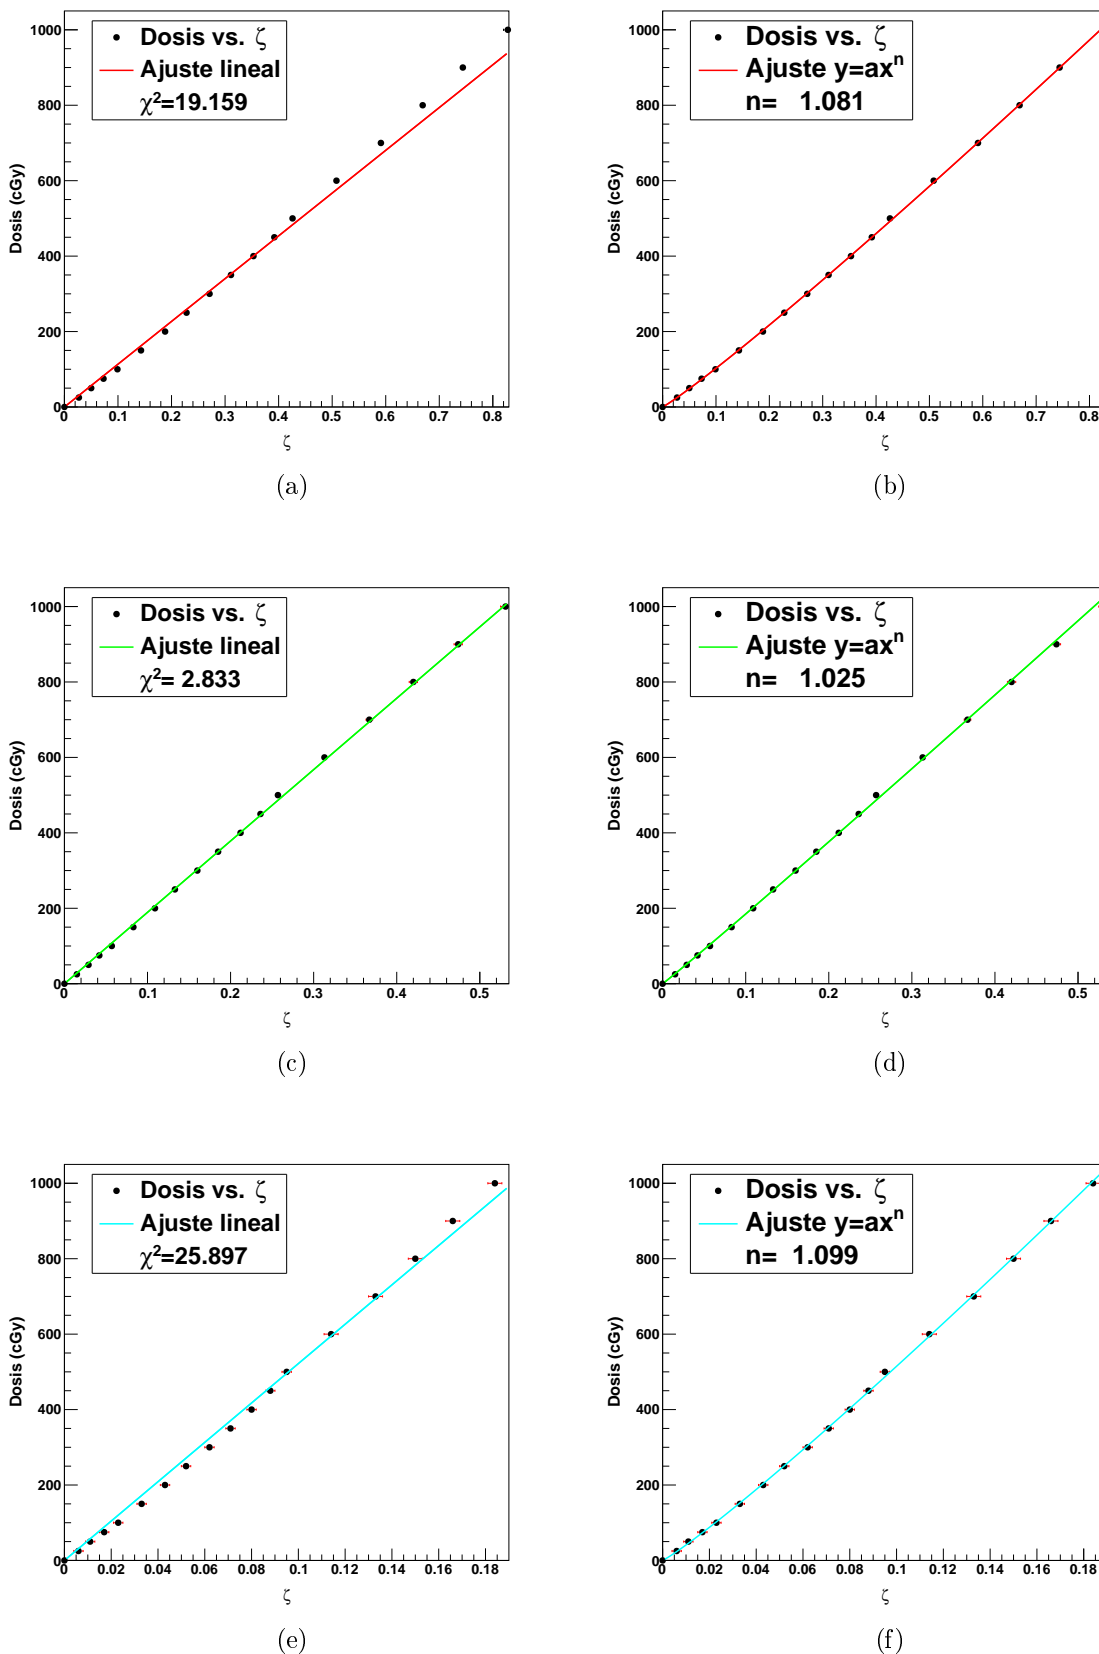 1000
800
600
400
200
0
Dosis (cGy)
Dosis vs. ζ
Ajuste lineal
χ²=19.159
0 0.1 0.2 0.3 0.4 0.5 0.6 0.7 0.8
ζ
(a)
1000
800
600
400
200
0
Dosis (cGy)
Dosis vs. ζ
Ajuste y=axⁿ
n= 1.081
0 0.1 0.2 0.3 0.4 0.5 0.6 0.7 0.8
ζ
(b)
1000
800
600
400
200
0
Dosis (cGy)
Dosis vs. ζ
Ajuste lineal
χ²= 2.833
0 0.1 0.2 0.3 0.4 0.5
ζ
(c)
1000
800
600
400
200
0
Dosis (cGy)
Dosis vs. ζ
Ajuste y=axⁿ
n= 1.025
0 0.1 0.2 0.3 0.4 0.5
ζ
(d)
1000
800
600
400
200
0
Dosis (cGy)
Dosis vs. ζ
Ajuste lineal
χ²=25.897
0 0.02 0.04 0.06 0.08 0.1 0.12 0.14 0.16 0.18
ζ
(e)
1000
800
600
400
200
0
Dosis (cGy)
Dosis vs. ζ
Ajuste y=axⁿ
n= 1.099
0 0.02 0.04 0.06 0.08 0.1 0.12 0.14 0.16 0.18
ζ
(f)